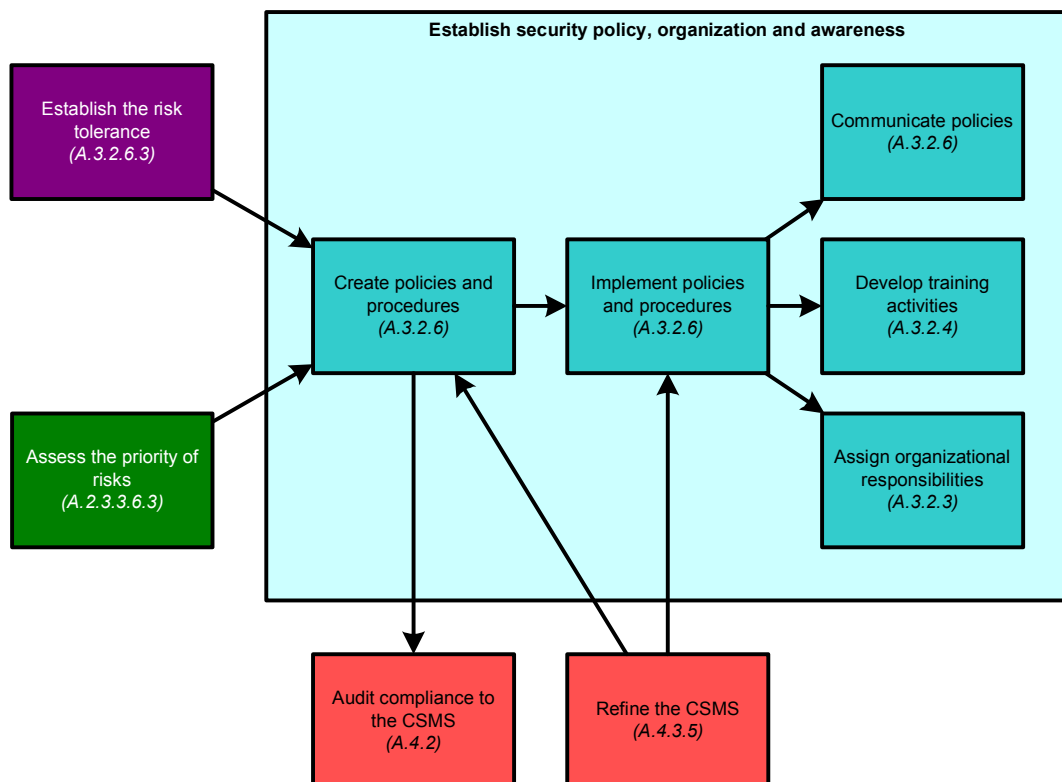 Establish security policy, organization and awareness
Establish the risk
tolerance
(A.3.2.6.3)
Communicate policies
(A.3.2.6)
Create policies and
procedures
(A.3.2.6)
Implement policies
and procedures
(A.3.2.6)
Develop training
activities
(A.3.2.4)
Assess the priority of
risks
(A.2.3.3.6.3)
Assign organizational
responsibilities
(A.3.2.3)
Audit compliance to
the CSMS
(A.4.2)
Refine the CSMS
(A.4.3.5)